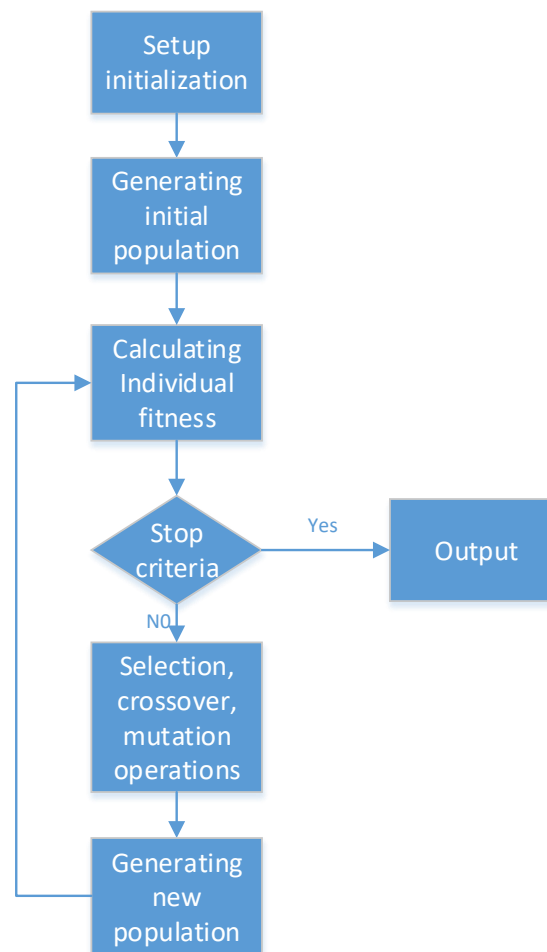 Setup
initialization
Generating
initial
population
Calculating
Individual
fitness
Stop
criteria
Yes
Output
N0
Selection,
crossover,
mutation
operations
Generating
new
population